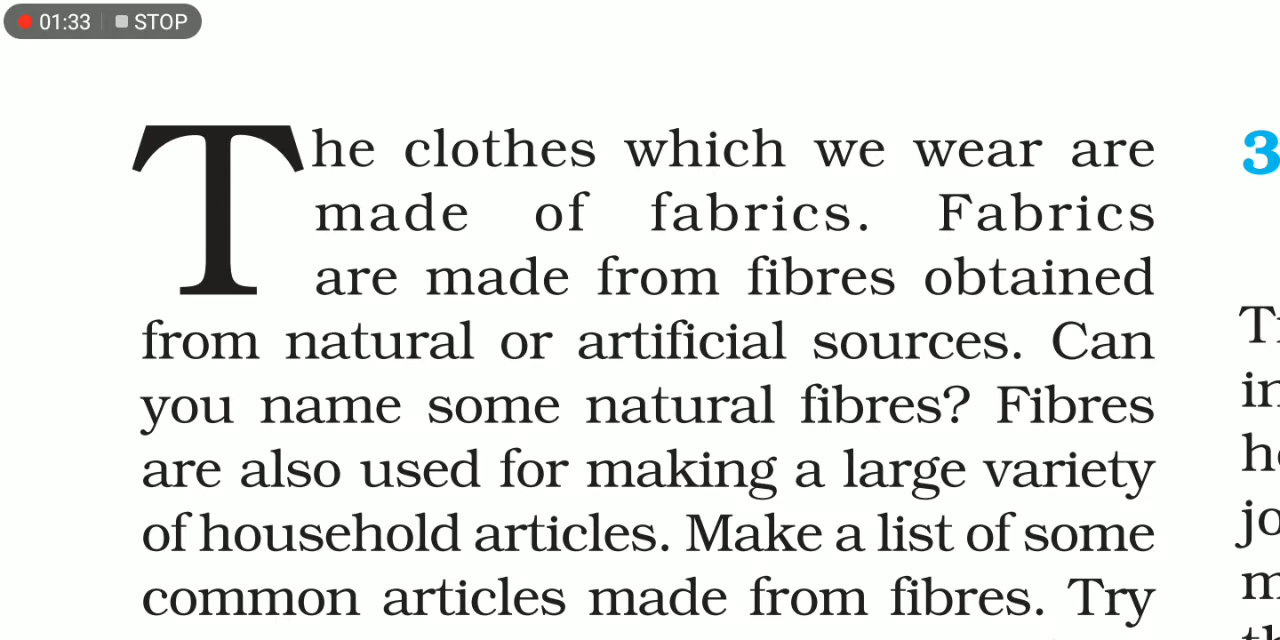 01:33 STOP
The clothes which we wear are
made of fabrics. Fabrics
are made from fibres obtained
from natural or artificial sources. Can
you name some natural fibres? Fibres
are also used for making a large variety
of household articles. Make a list of some
common articles made from fibres. Try
3